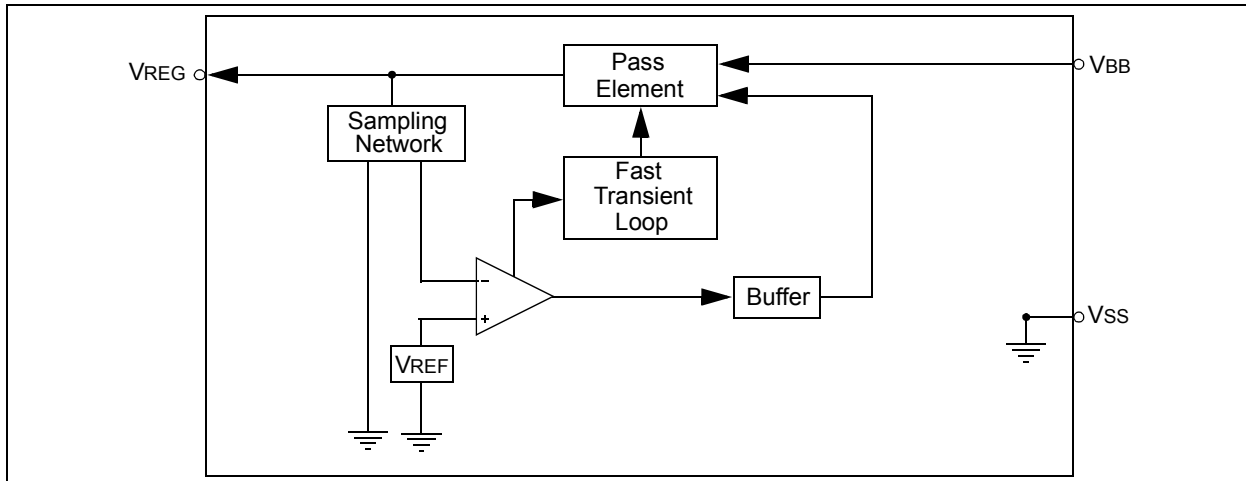 VREG
Pass
Element
VBB
Sampling
Network
Fast
Transient
Loop
-
+
Buffer
VSS
VREF